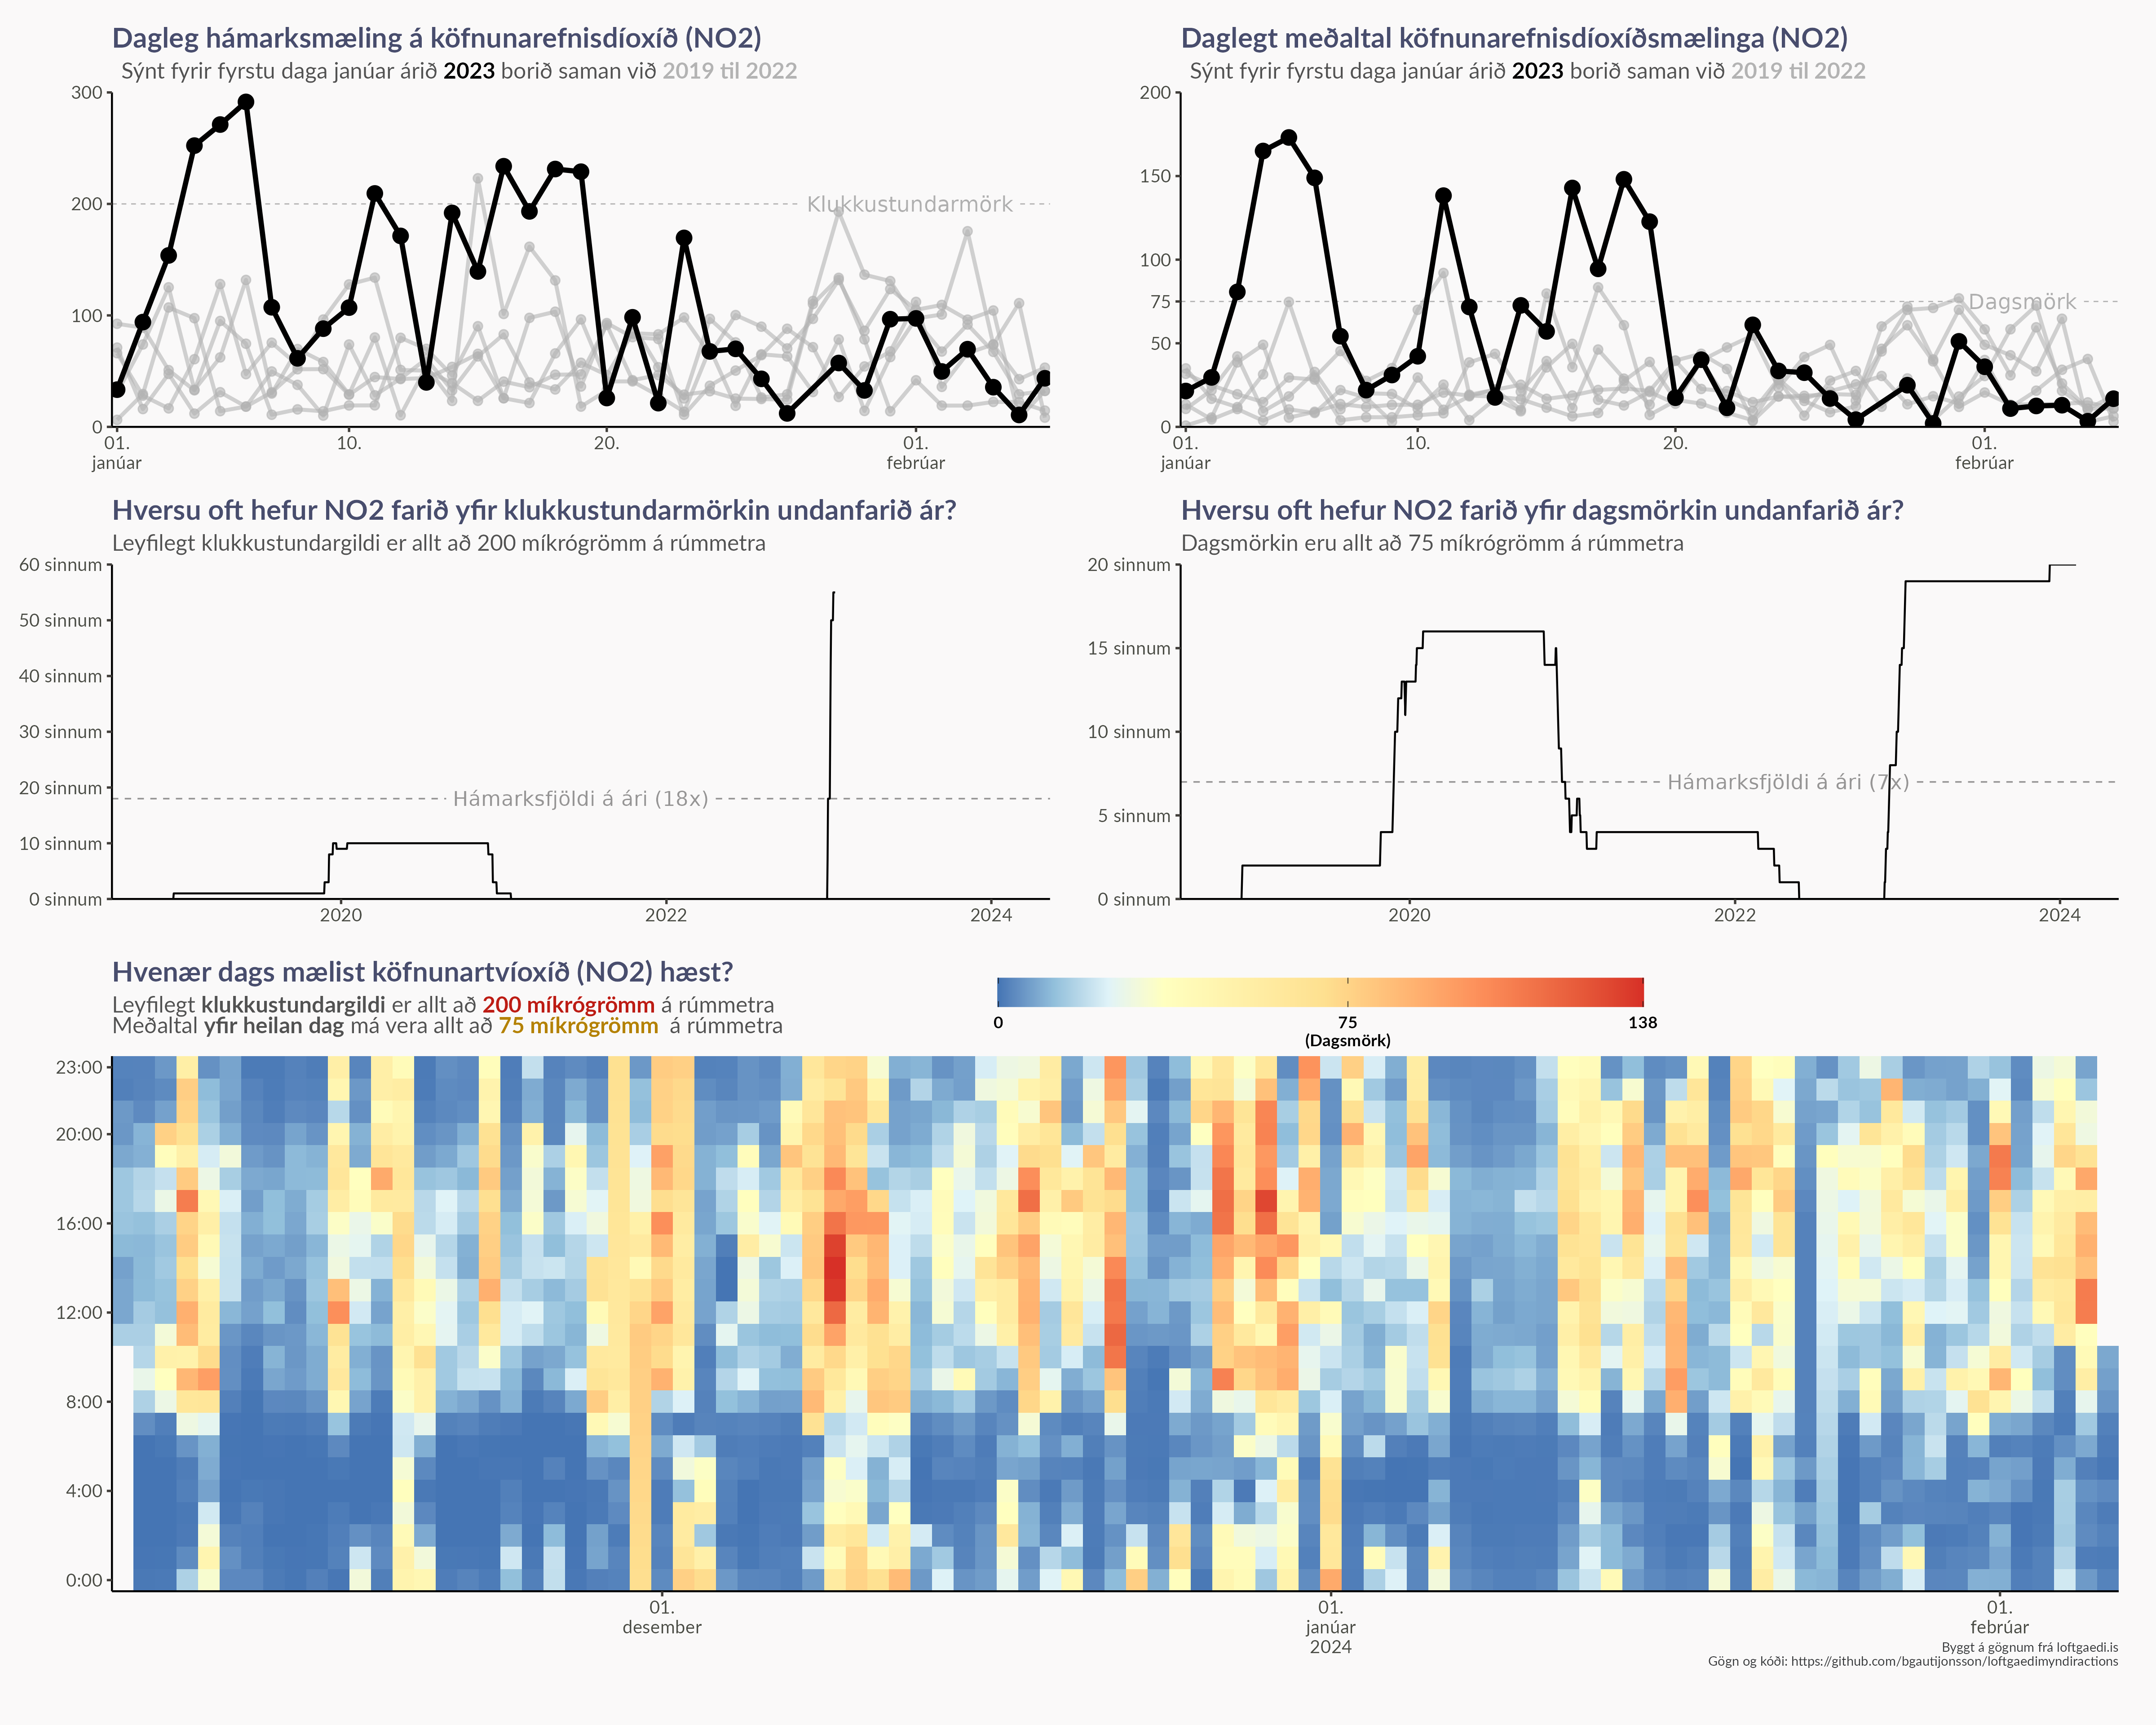 Dagleg hámarksmæling á köfnunarefnisdíoxíð (NO2)
Sýnt fyrir fyrstu daga janúar árið 2023 borið saman við 2019 til 2022
300
200
100
0
Klukkustundarmörk
01.
janúar
10.
20.
01.
febrúar
Daglegt meðaltal köfnunarefnisdíoxíðsmælinga (NO2)
Sýnt fyrir fyrstu daga janúar árið 2023 borið saman við 2019 til 2022
200
150
100
75
50
0
Dagsmörk
01.
janúar
10.
20.
01.
febrúar
Hversu oft hefur NO2 farið yfir klukkustundarmörkin undanfarið ár?
Leyfilegt klukkustundargildi er allt að 200 míkrógrömm á rúmmetra
60 sinnum
50 sinnum
40 sinnum
30 sinnum
20 sinnum
10 sinnum
0 sinnum
Hámarksfjöldi á ári (18x)
2020
2022
2024
Hversu oft hefur NO2 farið yfir dagsmörkin undanfarið ár?
Dagsmörkin eru allt að 75 míkrógrömm á rúmmetra
20 sinnum
15 sinnum
10 sinnum
5 sinnum
0 sinnum
Hámarksfjöldi á ári (7x)
2020
2022
2024
Hvenær dags mælist köfnunartvíoxíð (NO2) hæst?
Leyfilegt klukkustundargildi er allt að 200 míkrógrömm á rúmmetra
Meðaltal yfir heilan dag má vera allt að 75 míkrógrömm á rúmmetra
0
75
(Dagsmörk)
138
23:00
20:00
16:00
12:00
8:00
4:00
0:00
01.
desember
01.
janúar
2024
01.
febrúar
Byggt á gögnum frá loftgaedi.is
Gögn og kóði: https://github.com/bgautijonsson/loftgaedimyndiractions